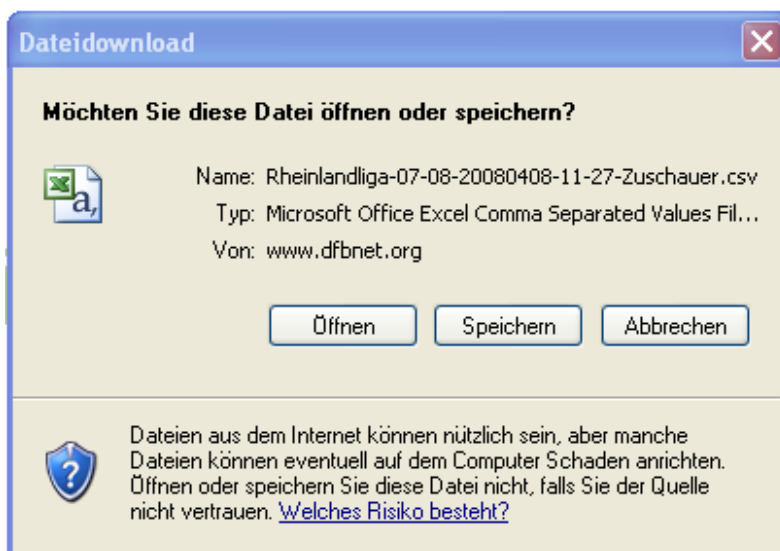 Dateidownload
Möchten Sie diese Datei öffnen oder speichern?
Name: Rheinlandliga-07-08-20080408-11-27-Zuschauer.csv
Typ: Microsoft Office Excel Comma Separated Values Fil...
Von: www.dfbnet.org
Öffnen Speichern Abbrechen
Dateien aus dem Internet können nützlich sein, aber manche
Dateien können eventuell auf dem Computer Schaden anrichten.
Öffnen oder speichern Sie diese Datei nicht, falls Sie der Quelle
nicht vertrauen. Welches Risiko besteht?